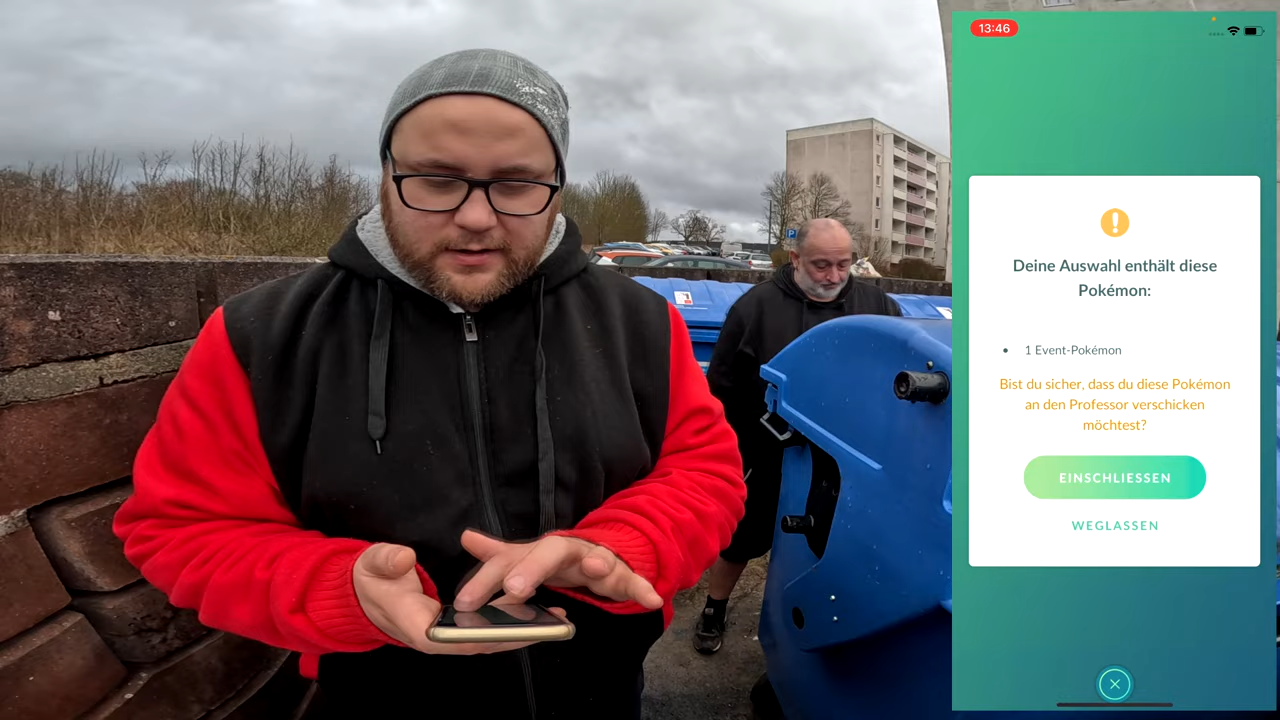 13:46
Deine Auswahl enthält diese
Pokémon:
• 1 Event-Pokémon
Bist du sicher, dass du diese Pokémon
an den Professor verschicken
möchtest?
EINSCHLIESSEN
WEGLASSEN
P